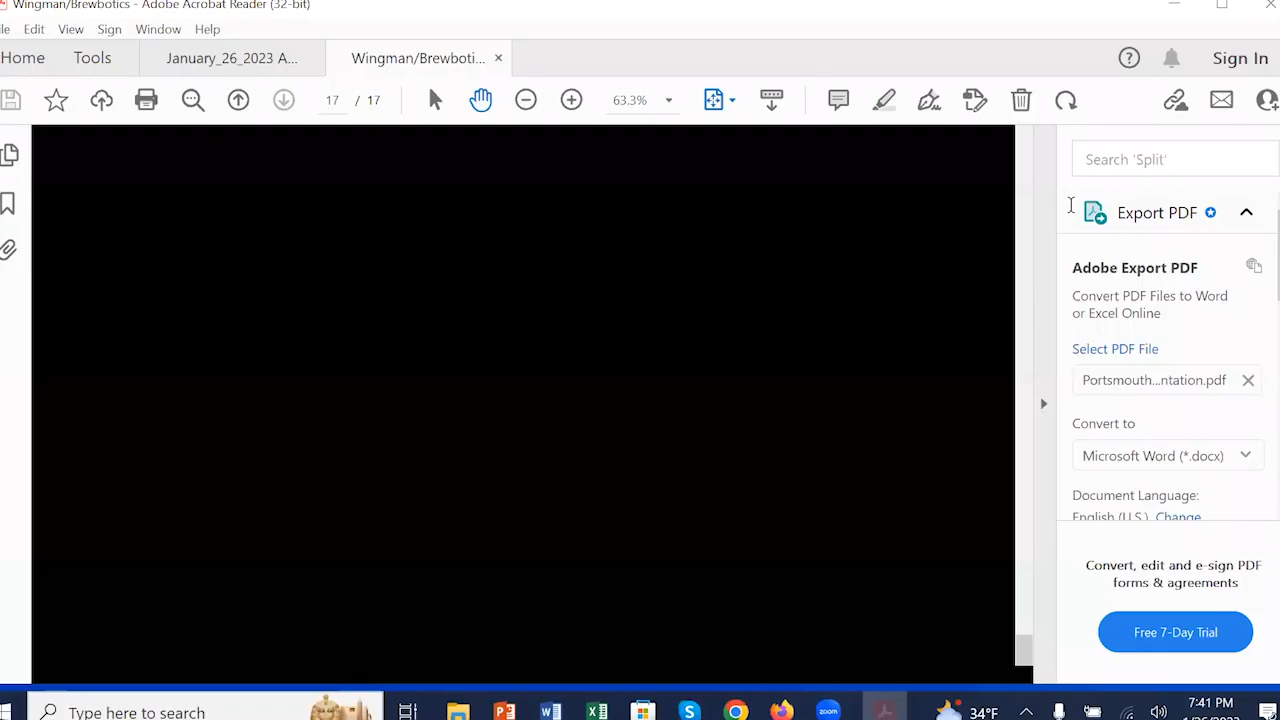 Wingman/Brewbotics - Adobe Acrobat Reader (32-bit)
le Edit View Sign Window Help
Home Tools January_26_2023 A... Wingman/Brewboti... × Sign In
17 / 17 63.3%
Search 'Split'
Export PDF
Adobe Export PDF
Convert PDF Files to Word
or Excel Online
Select PDF File
Portsmouth...ntation.pdf
Convert to
Microsoft Word (*.docx)
Document Language:
English (U.S.) Change
Convert, edit and e-sign PDF
forms & agreements
Free 7-Day Trial
Type here to search zoom 34°F 7:41 PM